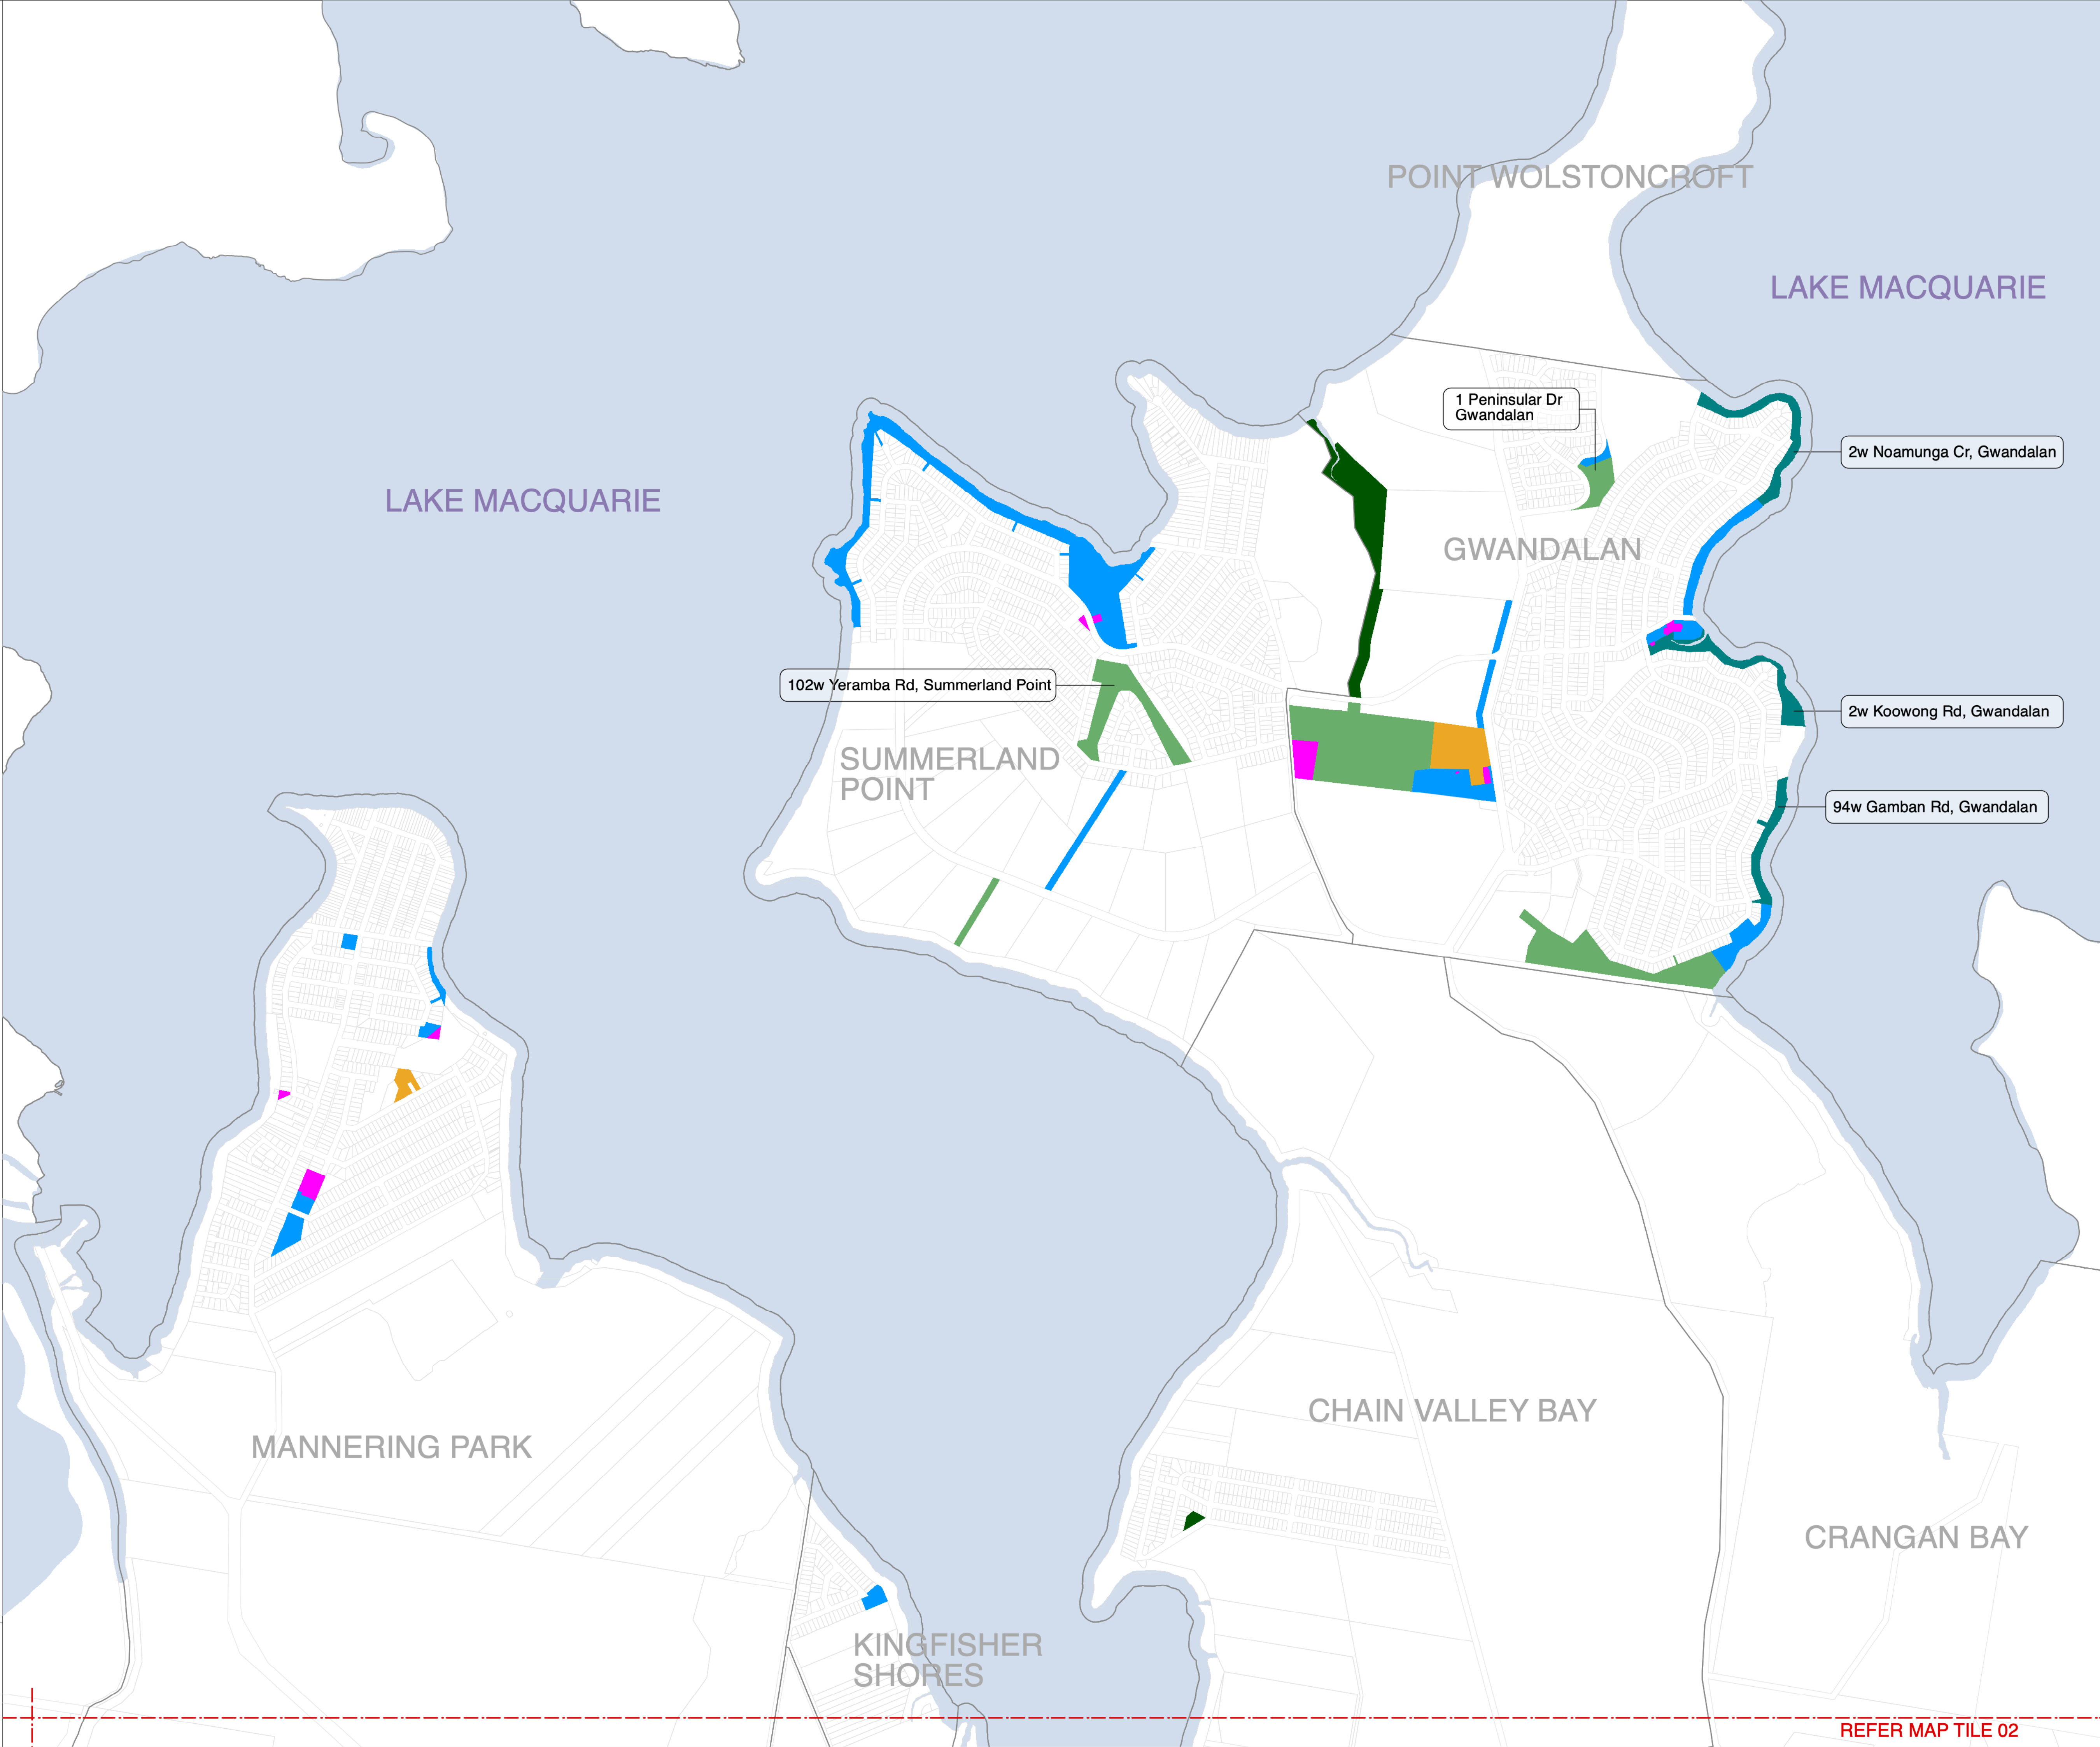 POINT WOLSTONCROFT
LAKE MACQUARIE
1 Peninsular Dr
Gwandalan
2w Noamunga Cr, Gwandalan
LAKE MACQUARIE
GWANDALAN
102w Yeramba Rd, Summerland Point
2w Koowong Rd, Gwandalan
SUMMERLAND
POINT
94w Gamban Rd, Gwandalan
CHAIN VALLEY BAY
MANNERING PARK
CRANGAN BAY
KINGFISHER
SHORES
REFER MAP TILE 02